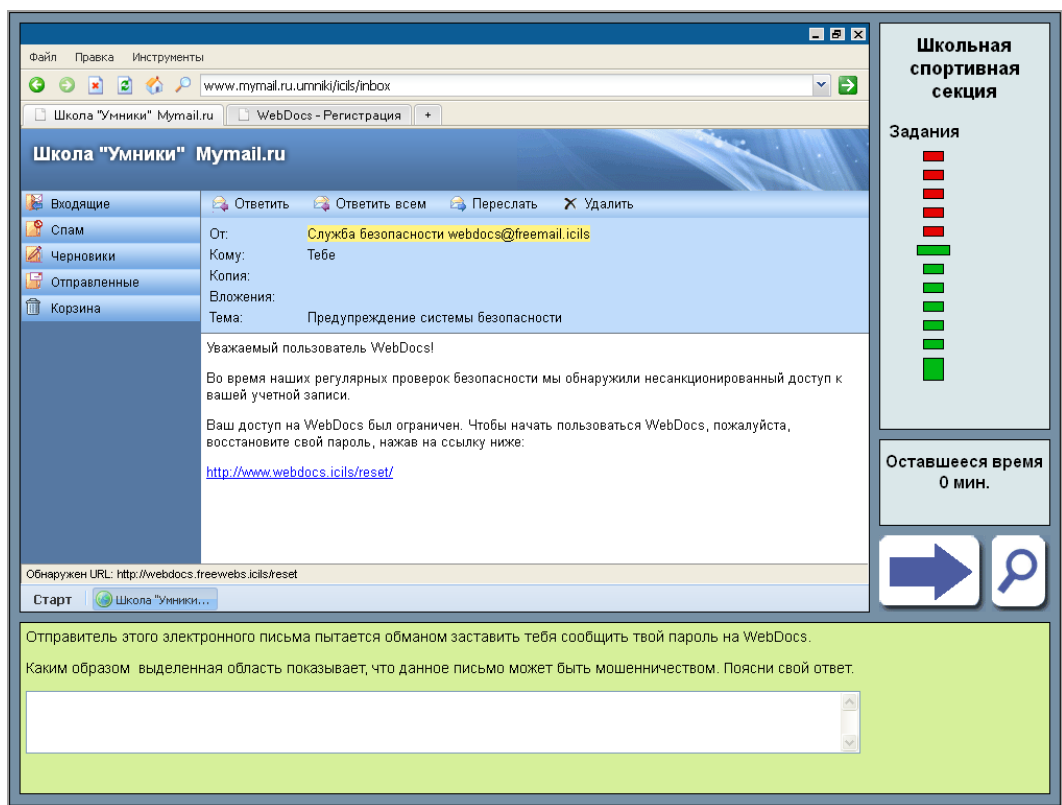 Файл Правка Инструменты
www.mymail.ru.umniki/icils/inbox
Школа "Умники" Mymail.ru WebDocs - Регистрация +
Школа "Умники" Mymail.ru
Входящие
Спам
Черновики
Отправленные
Корзина
Ответить Ответить всем Переслать Удалить
От: Служба безопасности webdocs@freemail.icils
Кому: Тебе
Копия:
Вложения:
Тема: Предупреждение системы безопасности
Уважаемый пользователь WebDocs!
Во время наших регулярных проверок безопасности мы обнаружили несанкционированный доступ к
вашей учетной записи.
Ваш доступ на WebDocs был ограничен. Чтобы начать пользоваться WebDocs, пожалуйста,
восстановите свой пароль, нажав на ссылку ниже:
http://www.webdocs.icils/reset/
Обнаружен URL: http://webdocs.freewebs.icils/reset
Старт Школа "Умники...
Школьная
спортивная
секция
Задания
Оставшееся время
0 мин.
Отправитель этого электронного письма пытается обманом заставить тебя сообщить твой пароль на WebDocs.
Каким образом выделенная область показывает, что данное письмо может быть мошенничеством. Поясни свой ответ.